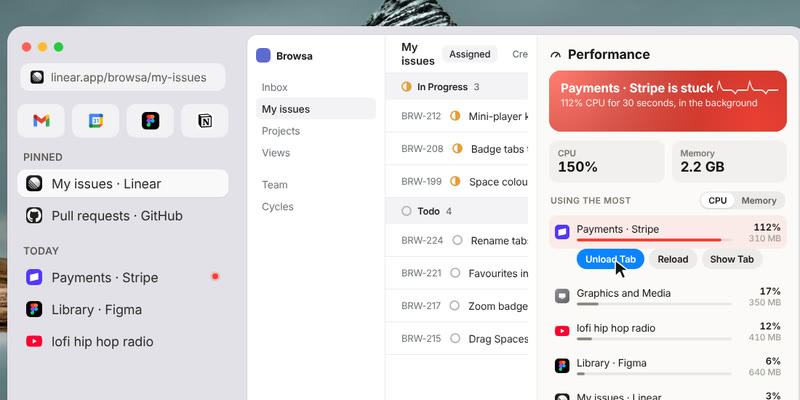 linear.app/browsa/my-issues
31
PINNED
My issues · Linear
Pull requests · GitHub
TODAY
Payments · Stripe
Library · Figma
lofi hip hop radio
Browsa
Inbox
My issues
Projects
Views
Team
Cycles
My issues
Assigned
Cre
In Progress 3
BRW-212 Mini-player k
BRW-208 Badge tabs
BRW-199 Space colou
Todo 4
BRW-224 Rename tab
BRW-221 Favourites in
BRW-217 Zoom badge
BRW-215 Drag Spaces
Performance
Payments · Stripe is stuck
112% CPU for 30 seconds, in the background
CPU
150%
Memory
2.2 GB
USING THE MOST
CPU Memory
Payments · Stripe 112%
310 MB
Unload Tab Reload Show Tab
Graphics and Media 17%
350 MB
lofi hip hop radio 12%
410 MB
Library · Figma 6%
640 MB
My issues · Linear 3%